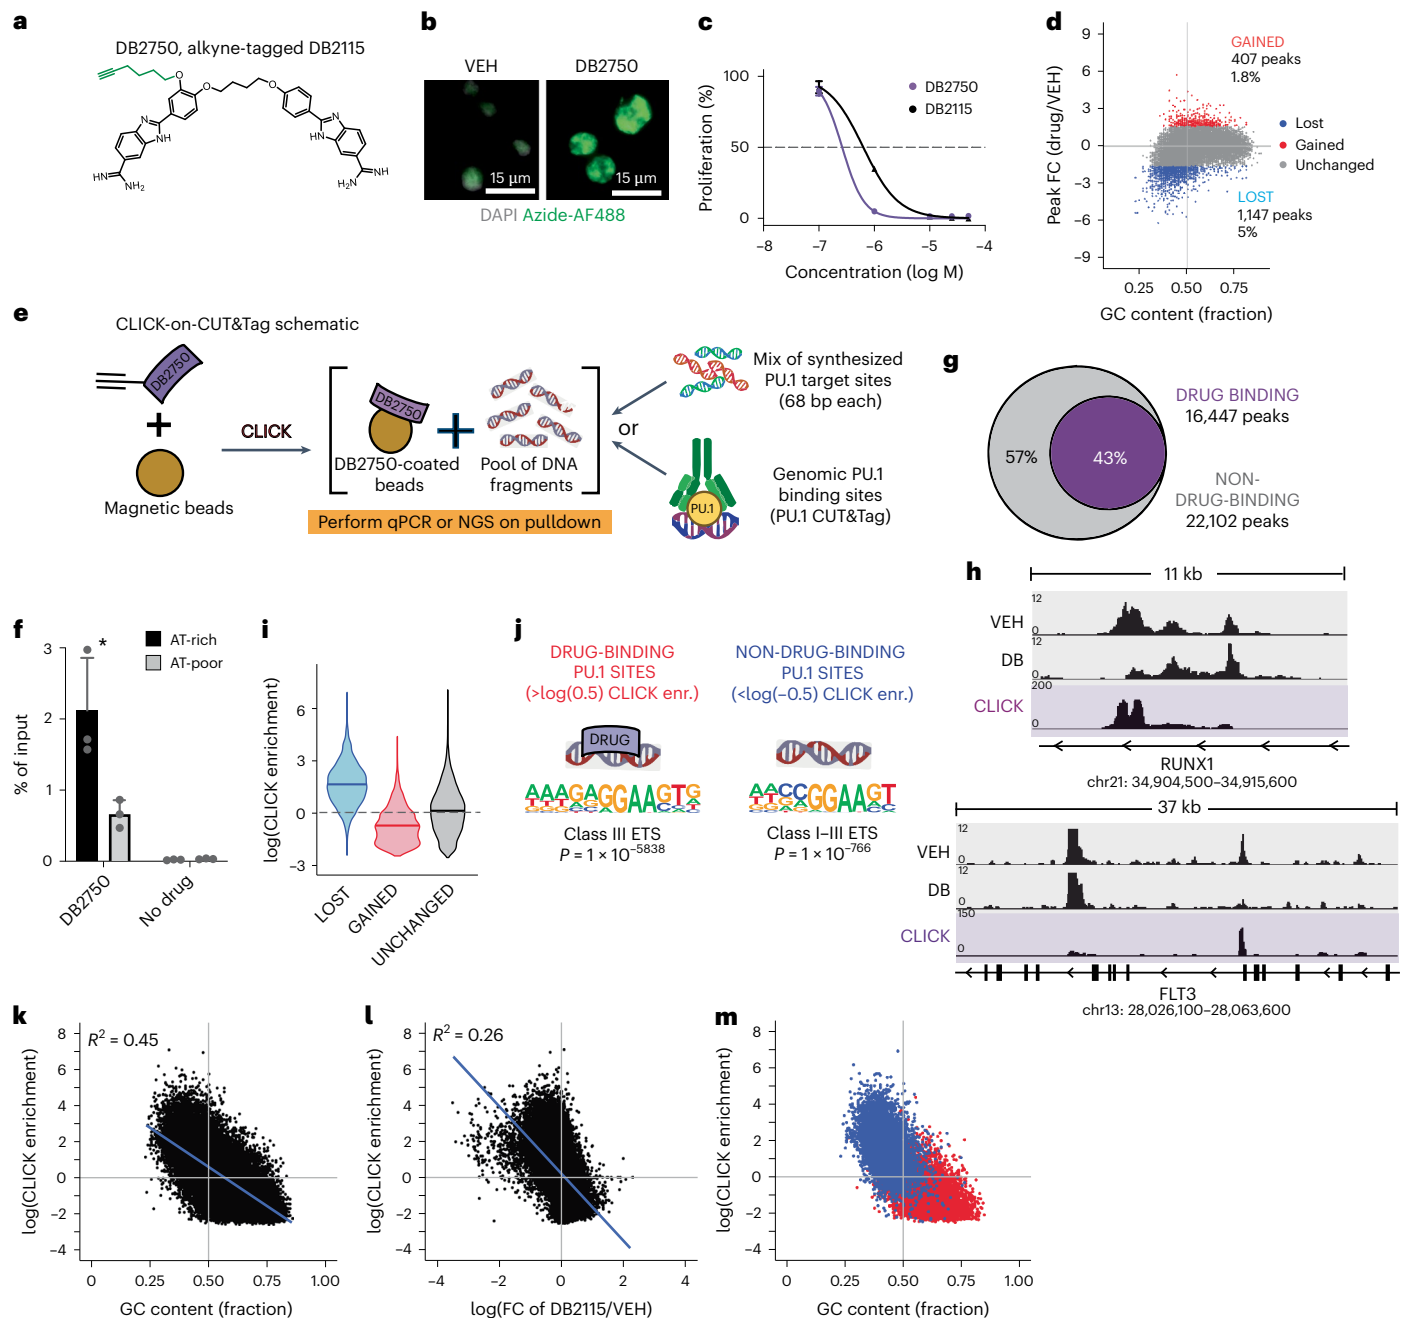 a
DB2750, alkyne-tagged DB2115
O
O
O
N
NH
N
HN
HN
NH2
NH
H2N
b
VEH
DB2750
15 µm
15 µm
DAPI Azide-AF488
c
Proliferation (%)
100
50
0
DB2750
DB2115
–8
–7
–6
–5
–4
Concentration (log M)
d
Peak FC (drug/VEH)
9
6
3
0
–3
–6
–9
GAINED
407 peaks
1.8%
Lost
Gained
Unchanged
LOST
1,147 peaks
5%
0.25
0.50
0.75
GC content (fraction)
e
CLICK-on-CUT&Tag schematic
DB2750
+
Magnetic beads
CLICK
DB2750
DB2750-coated
beads
+
Pool of DNA
fragments
Perform qPCR or NGS on pulldown
or
Mix of synthesized
PU.1 target sites
(68 bp each)
PU.1
Genomic PU.1
binding sites
(PU.1 CUT&Tag)
g
57%
43%
DRUG BINDING
16,447 peaks
NON-
DRUG-BINDING
22,102 peaks
f
% of input
3
2
1
0
*
AT-rich
AT-poor
DB2750
No drug
i
log(CLICK enrichment)
6
3
0
–3
LOST
GAINED
UNCHANGED
j
DRUG-BINDING
PU.1 SITES
(>log(0.5) CLICK enr.)
DRUG
Class III ETS
P = 1 × 10–5838
NON-DRUG-BINDING
PU.1 SITES
(<log(–0.5) CLICK enr.)
Class I–III ETS
P = 1 × 10–766
h
11 kb
VEH
12
0
DB
12
0
CLICK
200
0
RUNX1
chr21: 34,904,500–34,915,600
37 kb
VEH
12
0
DB
12
0
CLICK
150
0
FLT3
chr13: 28,026,100–28,063,600
k
log(CLICK enrichment)
R2 = 0.45
8
6
4
2
0
–2
–4
0
0.25
0.50
0.75
1.00
GC content (fraction)
l
log(CLICK enrichment)
R2 = 0.26
8
6
4
2
0
–2
–4
–4
–2
0
2
4
log(FC of DB2115/VEH)
m
log(CLICK enrichment)
8
6
4
2
0
–2
–4
0
0.25
0.50
0.75
1.00
GC content (fraction)